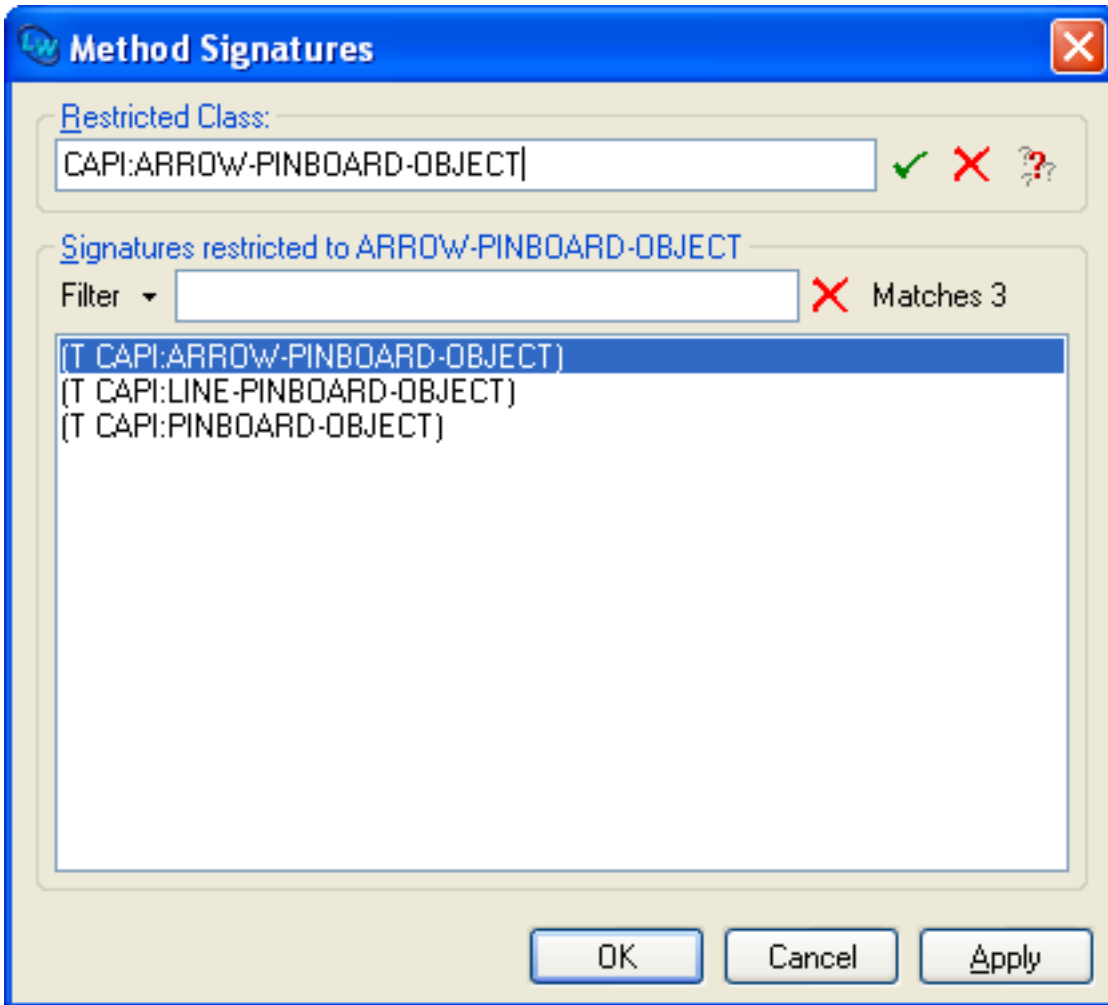 LW Method Signatures
Restricted Class:
CAPI:ARROW-PINBOARD-OBJECT
Signatures restricted to ARROW-PINBOARD-OBJECT
Filter Matches 3
(T CAPI:ARROW-PINBOARD-OBJECT)
(T CAPI:LINE-PINBOARD-OBJECT)
(T CAPI:PINBOARD-OBJECT)
OK Cancel Apply